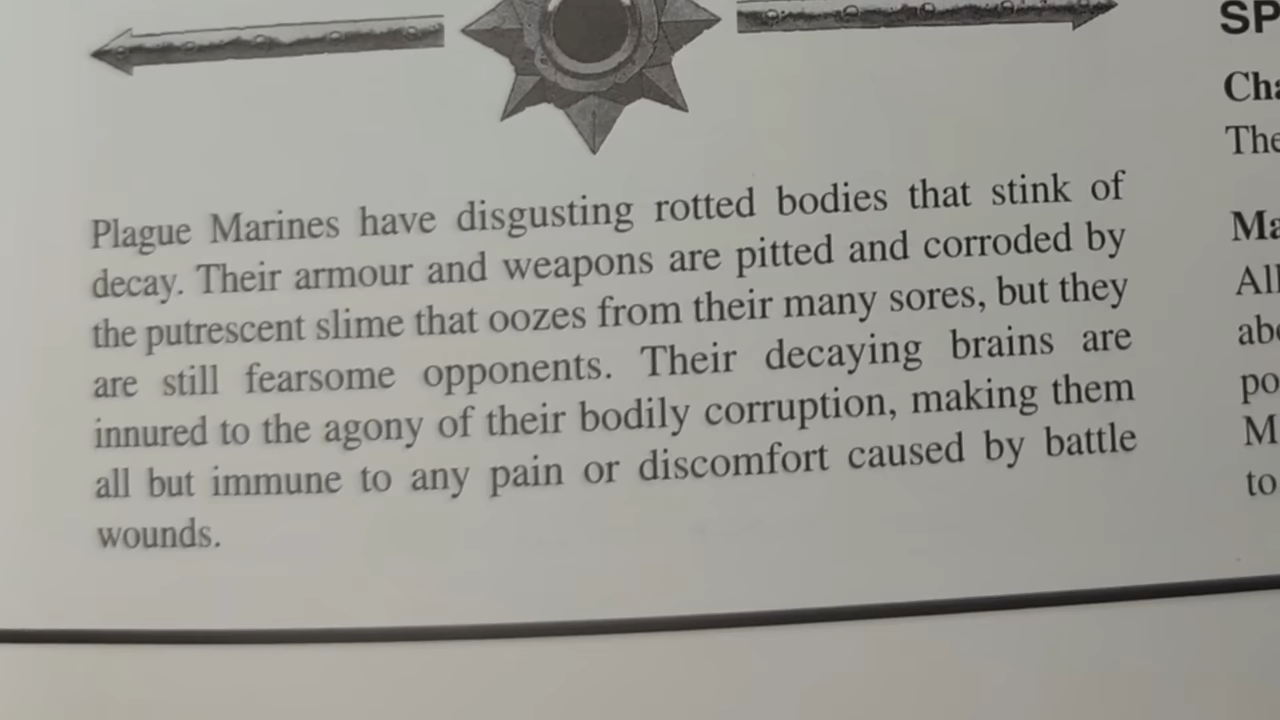 Plague Marines have disgusting rotted bodies that stink of
decay. Their armour and weapons are pitted and corroded by
the putrescent slime that oozes from their many sores, but they
are still fearsome opponents. Their decaying brains are
innured to the agony of their bodily corruption, making them
all but immune to any pain or discomfort caused by battle
wounds.
SP
Cha
The
Ma
All
abo
po
M
to